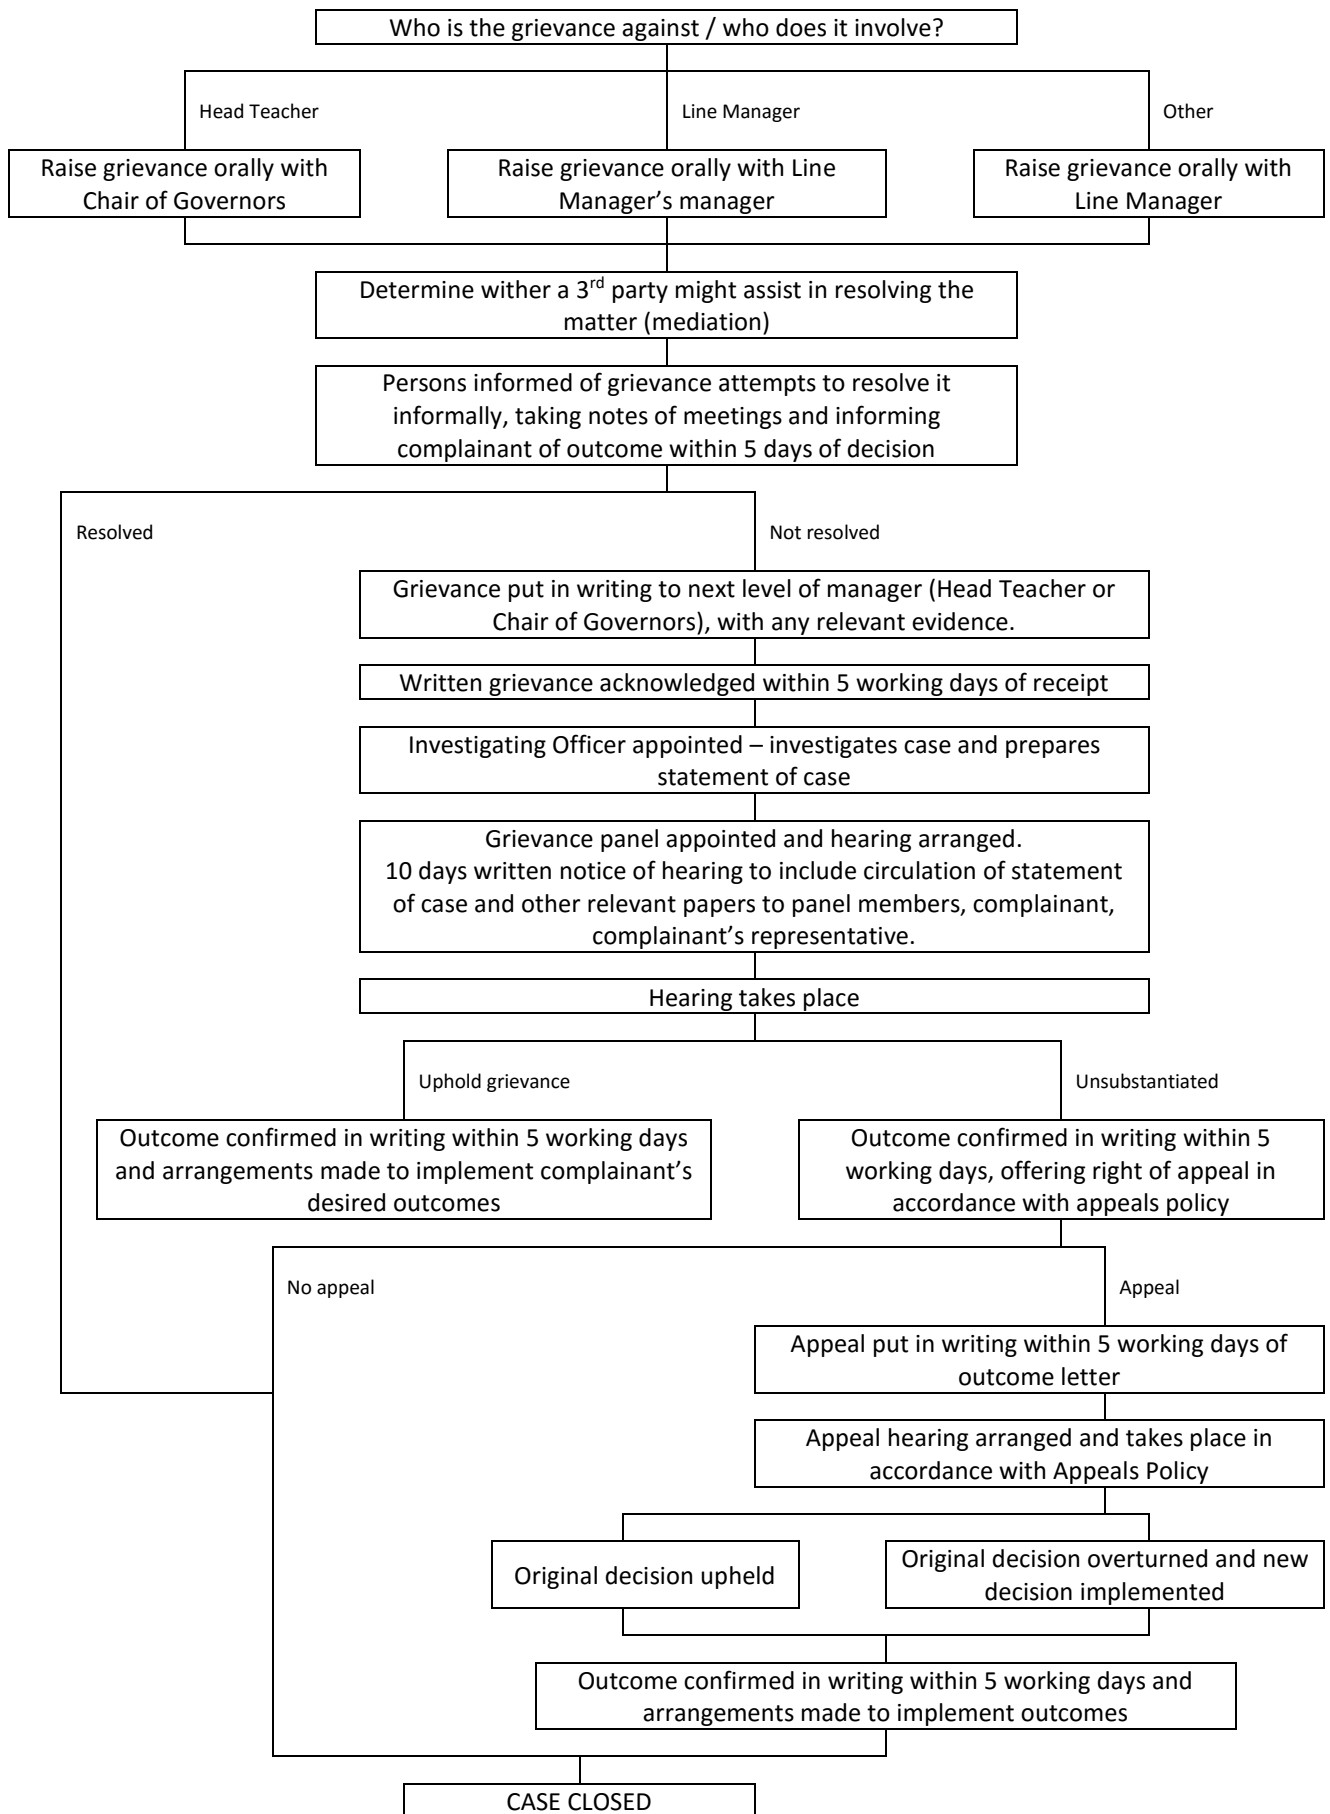 Who is the grievance against / who does it involve?
Head Teacher
Line Manager
Other
Raise grievance orally with
Chair of Governors
Raise grievance orally with Line
Manager’s manager
Raise grievance orally with
Line Manager
Determine wither a 3rd party might assist in resolving the
matter (mediation)
Persons informed of grievance attempts to resolve it
informally, taking notes of meetings and informing
complainant of outcome within 5 days of decision
Resolved
Not resolved
Grievance put in writing to next level of manager (Head Teacher or
Chair of Governors), with any relevant evidence.
Written grievance acknowledged within 5 working days of receipt
Investigating Officer appointed – investigates case and prepares
statement of case
Grievance panel appointed and hearing arranged.
10 days written notice of hearing to include circulation of statement
of case and other relevant papers to panel members, complainant,
complainant’s representative.
Hearing takes place
Uphold grievance
Unsubstantiated
Outcome confirmed in writing within 5 working days
and arrangements made to implement complainant’s
desired outcomes
Outcome confirmed in writing within 5
working days, offering right of appeal in
accordance with appeals policy
No appeal
Appeal
Appeal put in writing within 5 working days of
outcome letter
Appeal hearing arranged and takes place in
accordance with Appeals Policy
Original decision upheld
Original decision overturned and new
decision implemented
Outcome confirmed in writing within 5 working days and
arrangements made to implement outcomes
CASE CLOSED